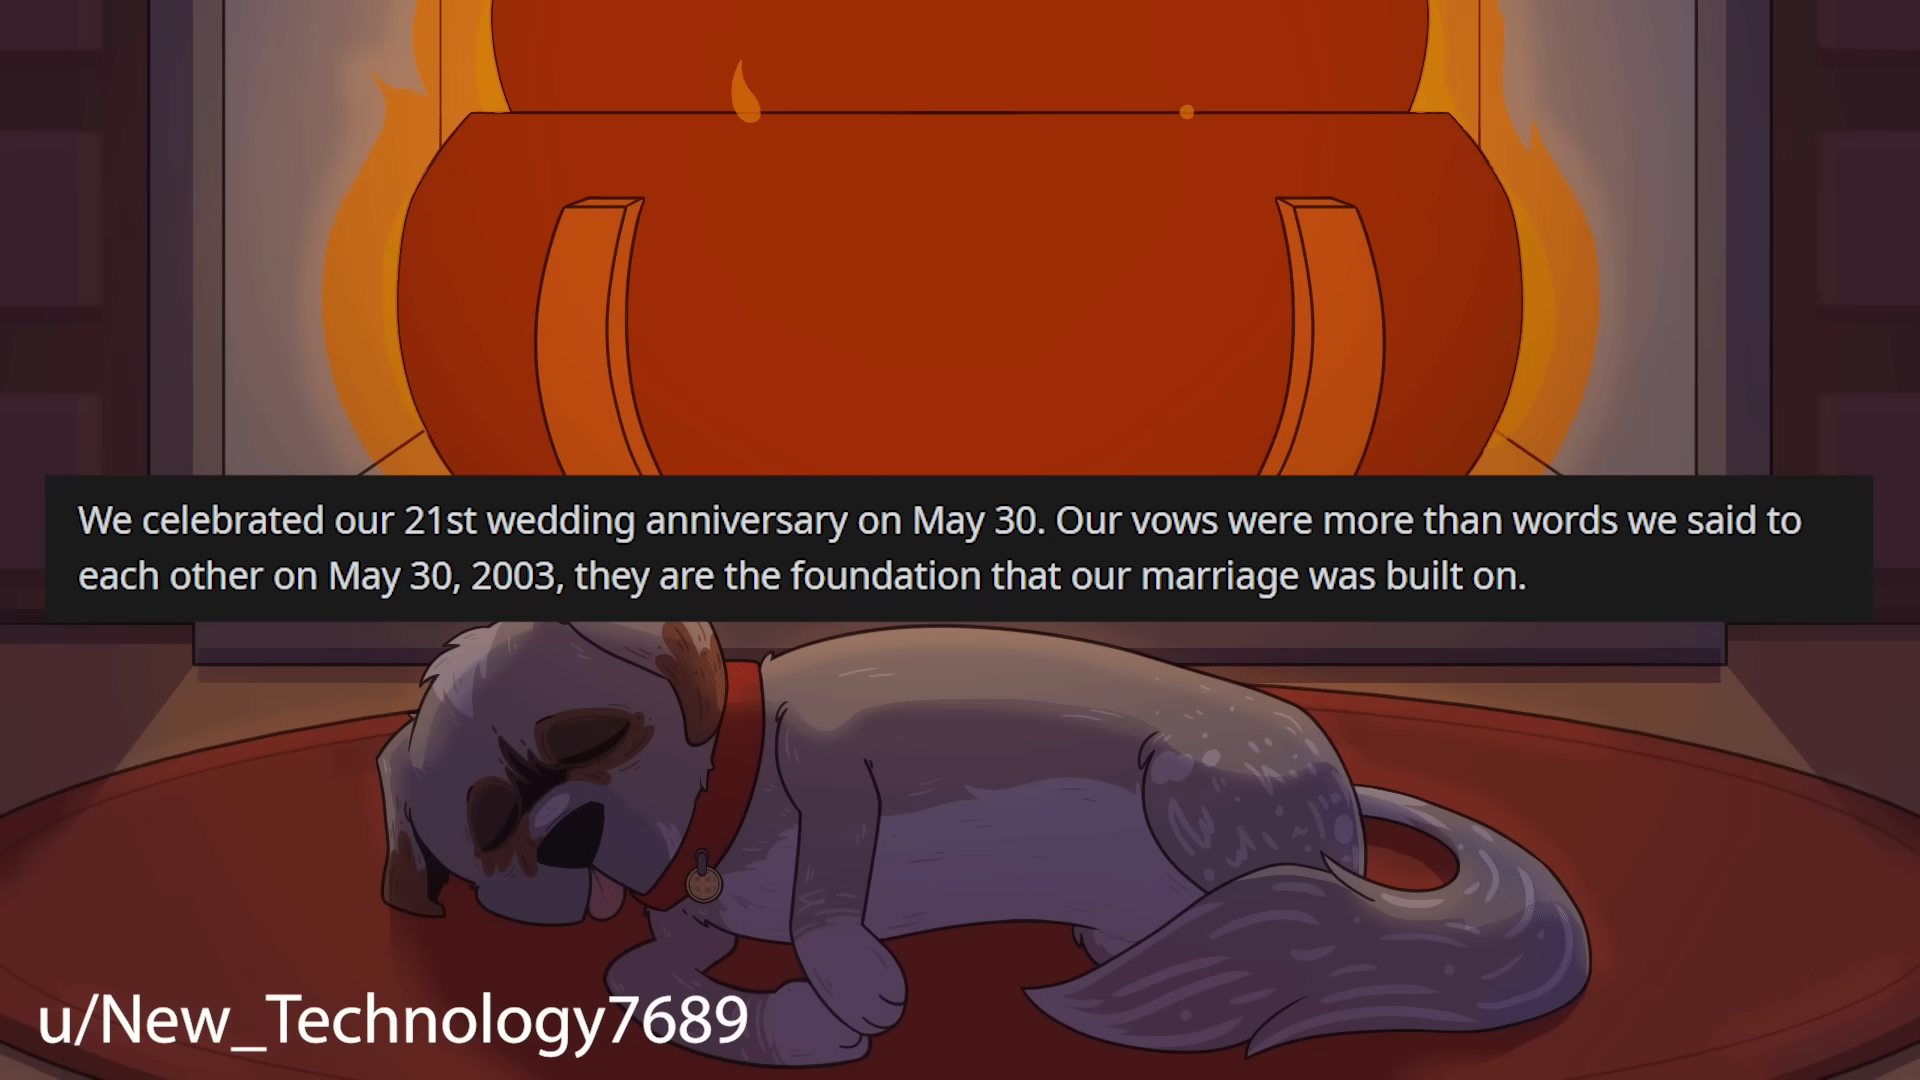 We celebrated our 21st wedding anniversary on May 30. Our vows were more than words we said to
each other on May 30, 2003, they are the foundation that our marriage was built on.
u/New_Technology7689